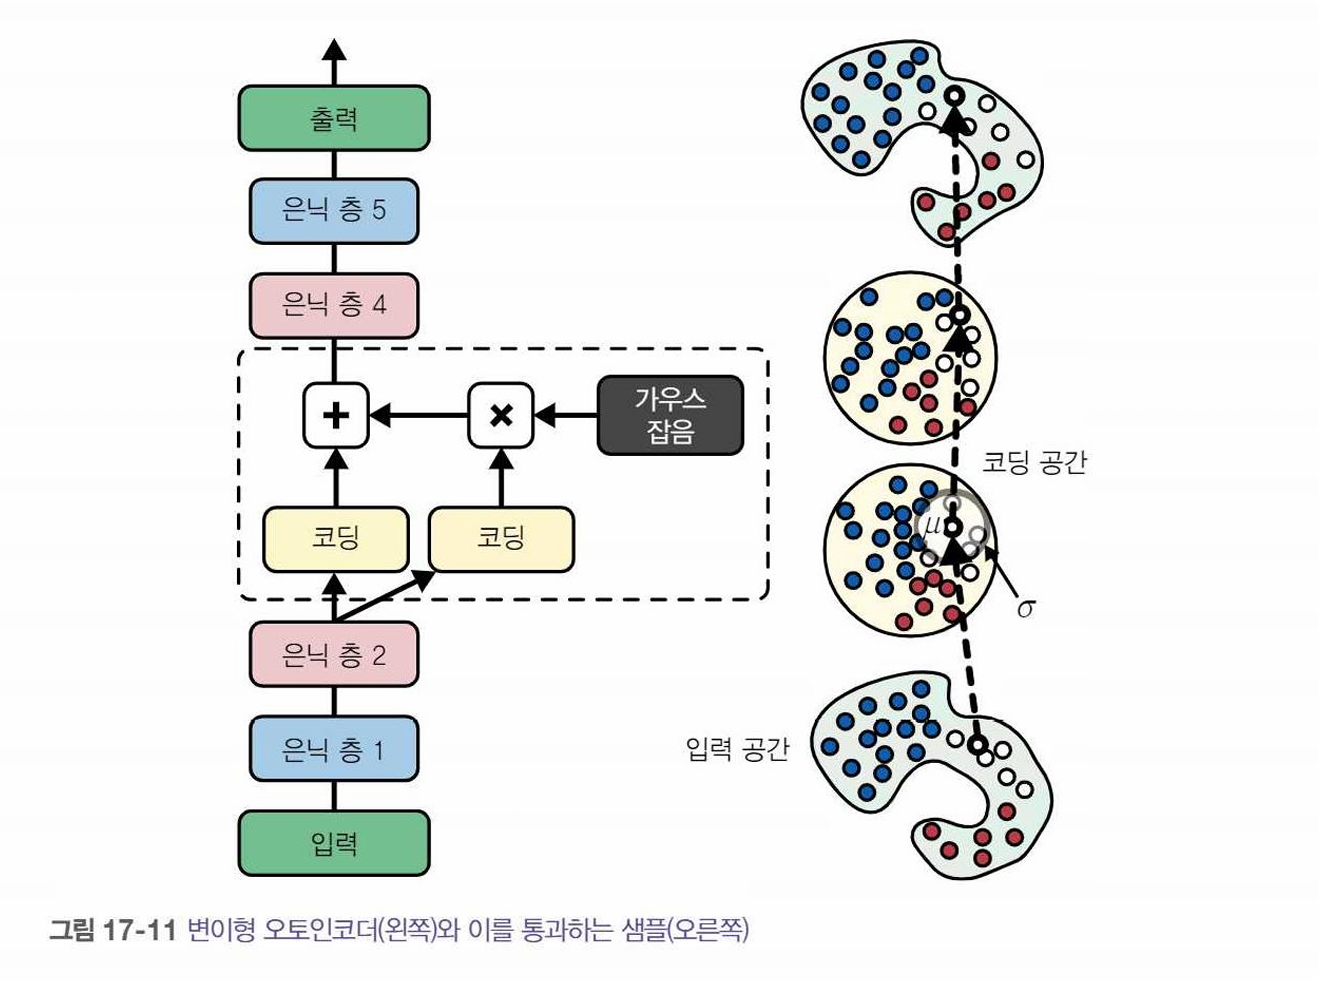 출력
은닉 층 5
은닉 층 4
+
×
가우스
잡음
코딩
코딩
은닉 층 2
은닉 층 1
입력
코딩 공간
μ
σ
입력 공간
그림 17-11 변이형 오토인코더(왼쪽)와 이를 통과하는 샘플(오른쪽)